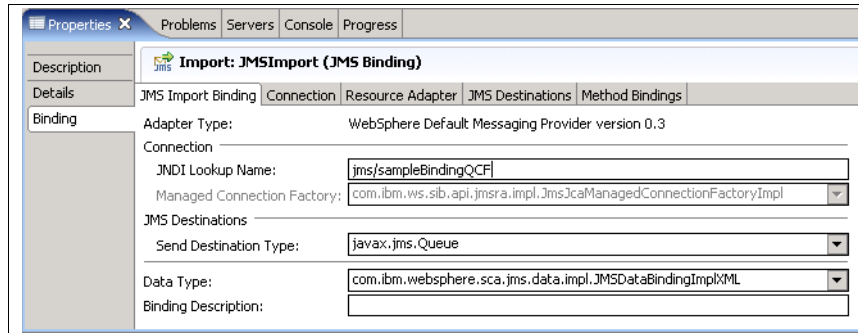 Properties Problems Servers Console Progress
Import: JMSImport (JMS Binding)
Description
Details
Binding
JMS Import Binding Connection Resource Adapter JMS Destinations Method Bindings
Adapter Type: WebSphere Default Messaging Provider version 0.3
Connection
JNDI Lookup Name: jms/sampleBindingQCF
Managed Connection Factory: com.ibm.ws.sib.api.jmsra.impl.JmsJcaManagedConnectionFactoryImpl
JMS Destinations
Send Destination Type: javax.jms.Queue
Data Type: com.ibm.websphere.sca.jms.data.impl.JMSDataBindingImplXML
Binding Description: